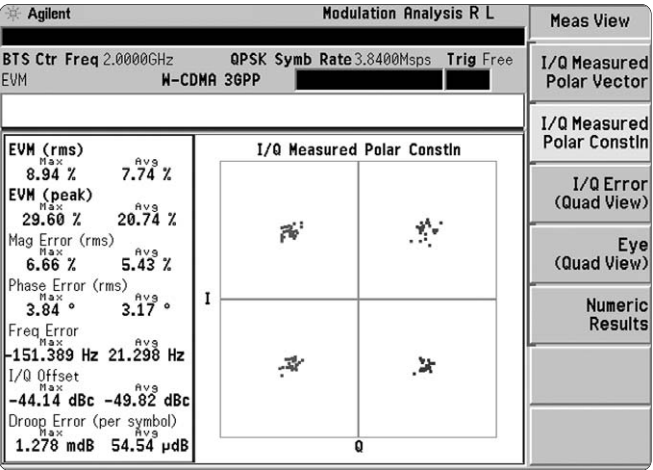 Agilent Modulation Analysis R L
BTS Ctr Freq 2.0000GHz QPSK Symb Rate 3.8400Msps Trig Free
EVM W-CDMA 3GPP
EVM (rms)
Max Avg
8.94 % 7.74 %
EVM (peak)
Max Avg
29.60 % 20.74 %
Mag Error (rms)
Max Avg
6.66 % 5.43 %
Phase Error (rms)
Max Avg
3.84 ° 3.17 °
Freq Error
Max Avg
-151.389 Hz 21.298 Hz
I/Q Offset
Max Avg
-44.14 dBc -49.82 dBc
Droop Error (per symbol)
Max Avg
1.278 mdB 54.54 µdB
I/Q Measured Polar Constln
I
Q
Meas View
I/Q Measured
Polar Vector
I/Q Measured
Polar Constln
I/Q Error
(Quad View)
Eye
(Quad View)
Numeric
Results